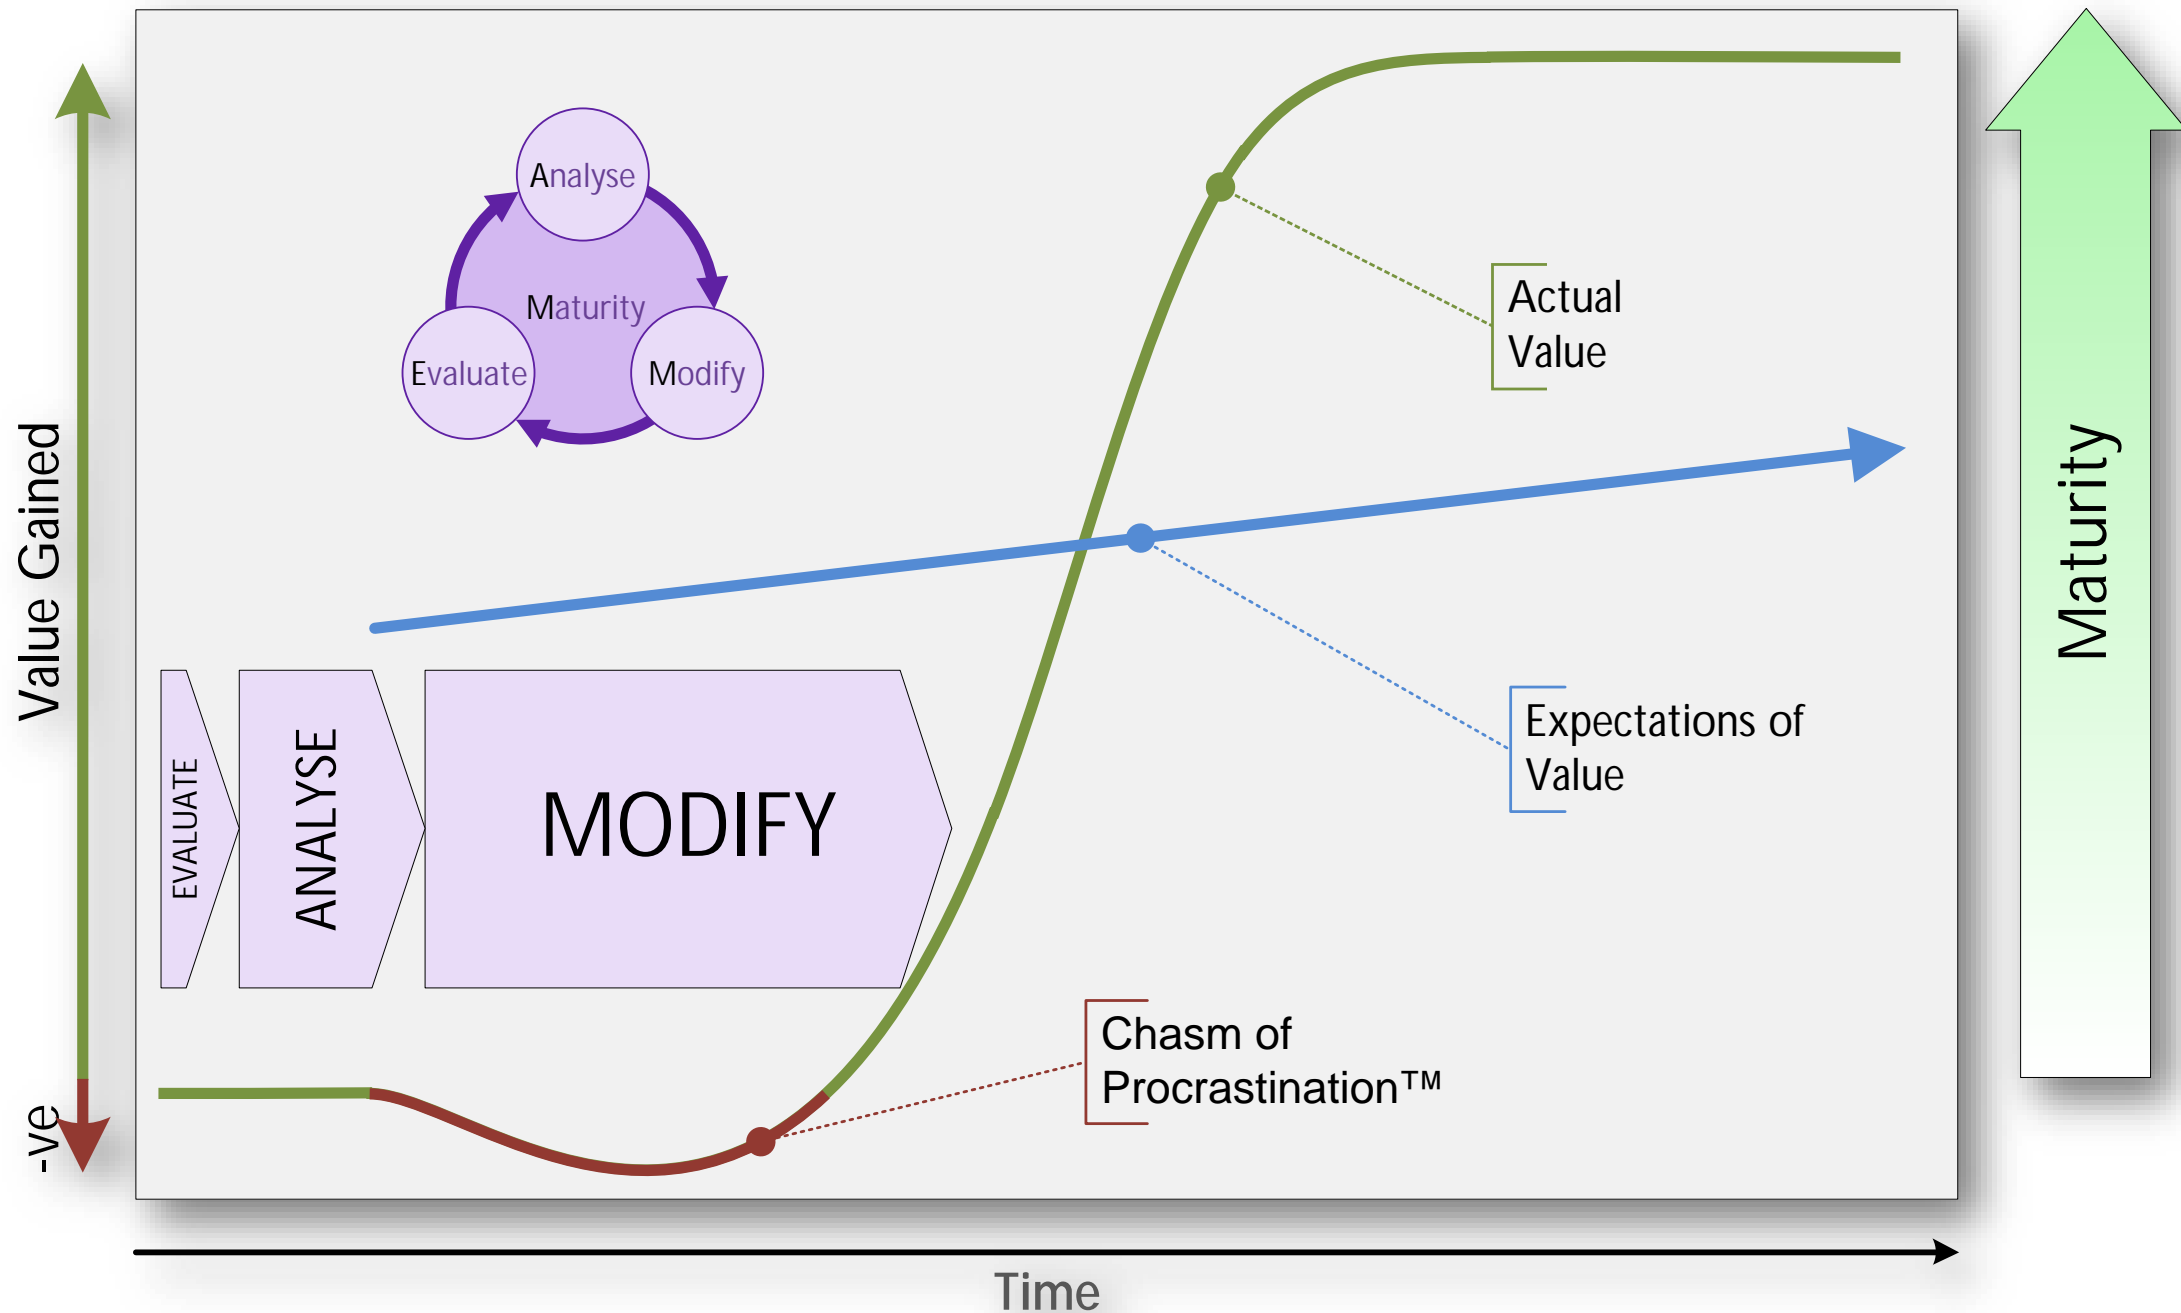 Value Gained
-ve
Analyse
Maturity
Evaluate
Modify
EVALUATE
ANALYSE
MODIFY
Actual
Value
Expectations of
Value
Chasm of
Procrastination™
Maturity
Time